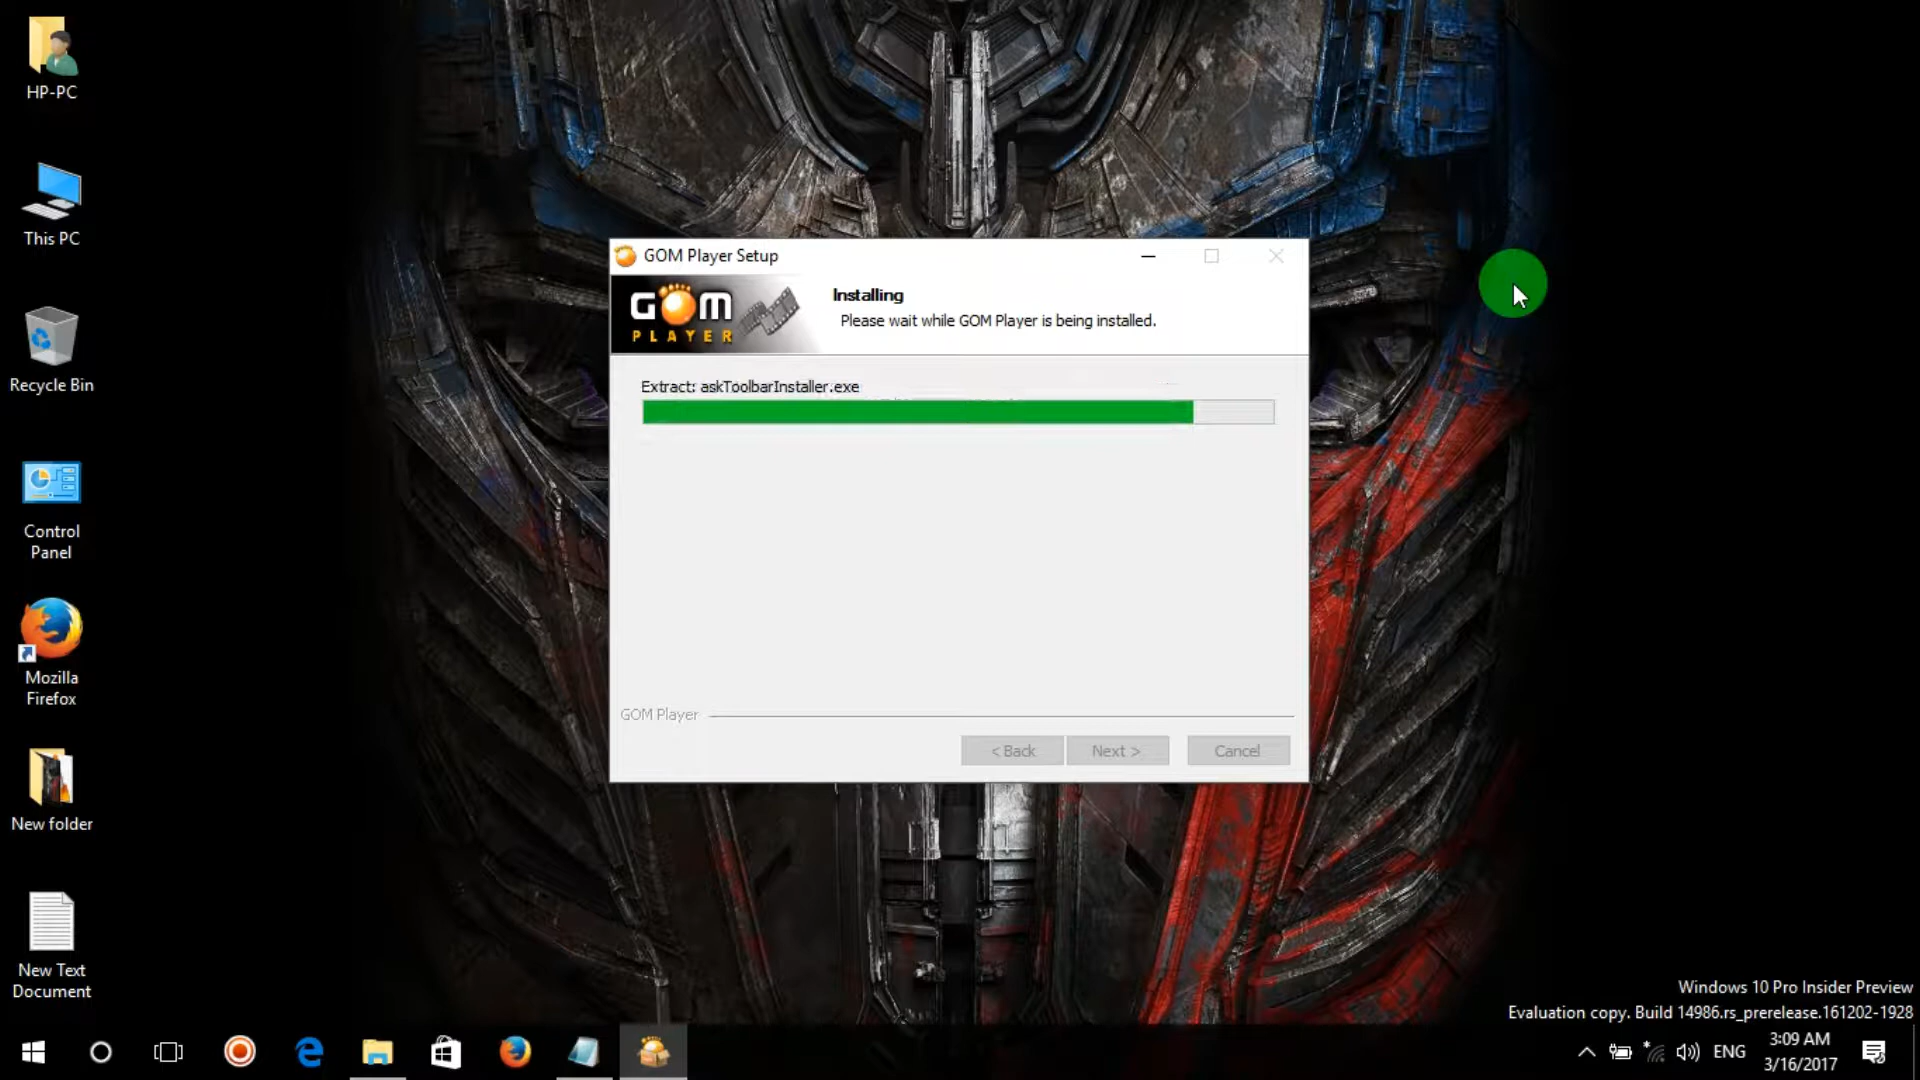 HP-PC
This PC
Recycle Bin
Control
Panel
Mozilla
Firefox
New folder
New Text
Document
GOM Player Setup
GOM
PLAYER
Installing
Please wait while GOM Player is being installed.
Extract: askToolbarInstaller.exe
GOM Player
< Back
Next >
Cancel
Windows 10 Pro Insider Preview
Evaluation copy. Build 14986.rs_prerelease.161202-1928
ENG
3:09 AM
3/16/2017